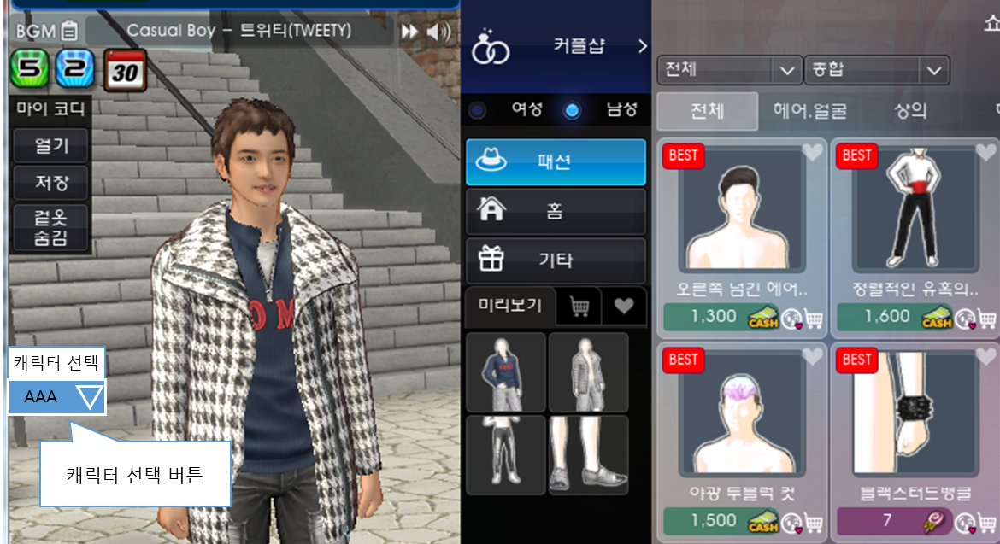 BGM
Casual Boy – 트위티(TWEETY)
5 2 30
마이 코디
열기
저장
겉옷
숨김
캐릭터 선택
AAA
캐릭터 선택 버튼
OM
커플샵
여성 남성
패션
홈
기타
미리보기
쇼
전체 종합
전체 헤어.얼굴 상의
BEST
오른쪽 넘긴 헤어..
1,300 CASH
BEST
정렬적인 유혹의..
1,600 CASH
BEST
야광 투블럭 컷
1,500 CASH
BEST
블랙스터드뱅글
7